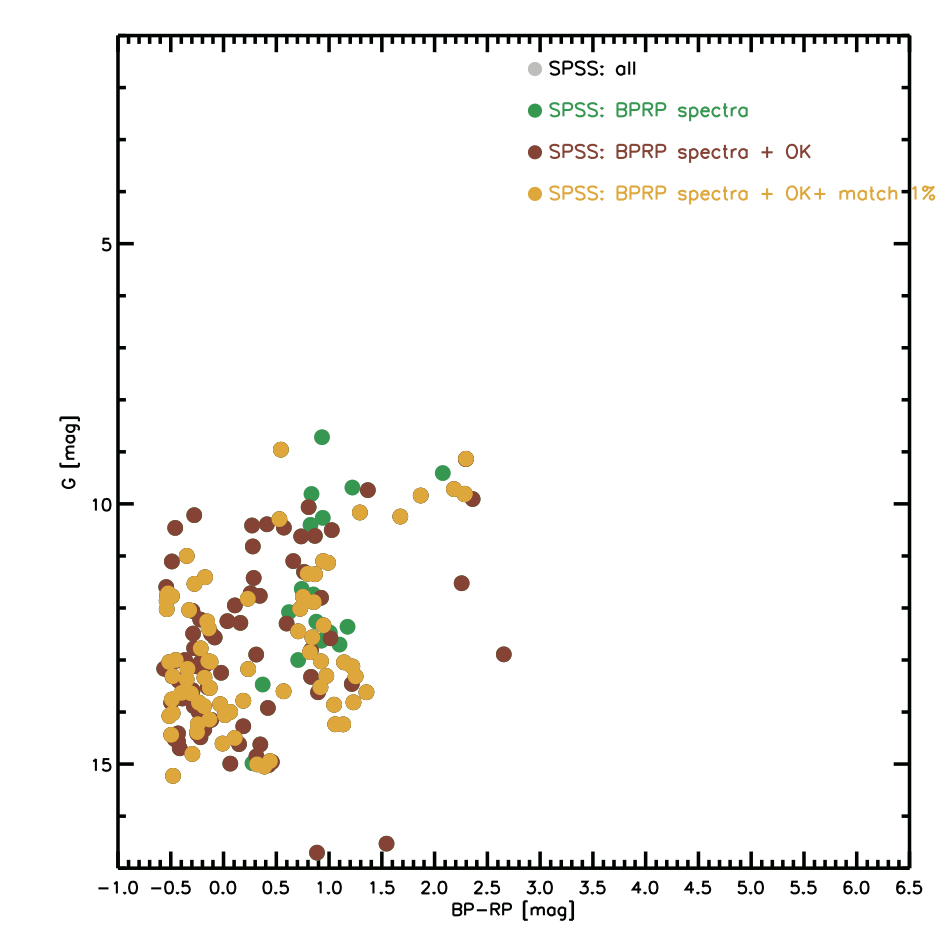 SPSS: all
SPSS: BPRP spectra
SPSS: BPRP spectra + OK
SPSS: BPRP spectra + OK+ match 1%
5
10
15
G [mag]
-1.0 -0.5 0.0 0.5 1.0 1.5 2.0 2.5 3.0 3.5 4.0 4.5 5.0 5.5 6.0 6.5
BP-RP [mag]